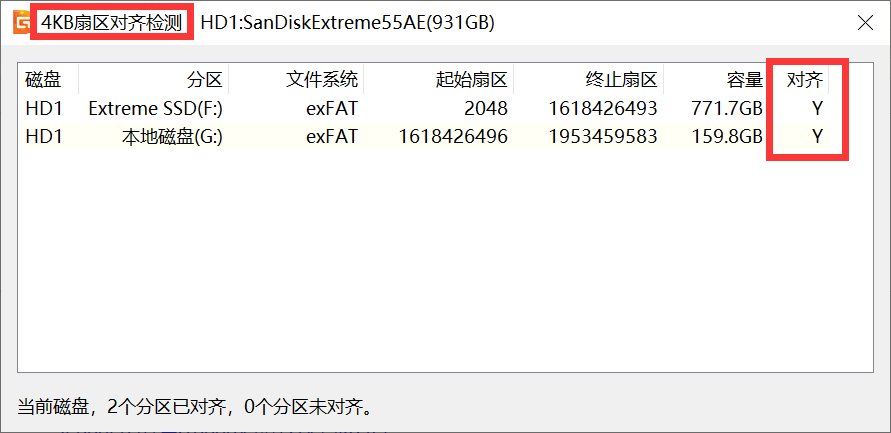 4KB扇区对齐检测 HD1:SanDiskExtreme55AE(931GB)
磁盘 分区 文件系统 起始扇区 终止扇区 容量 对齐
HD1 Extreme SSD(F:) exFAT 2048 1618426493 771.7GB Y
HD1 本地磁盘(G:) exFAT 1618426496 1953459583 159.8GB Y
当前磁盘，2个分区已对齐，0个分区未对齐。